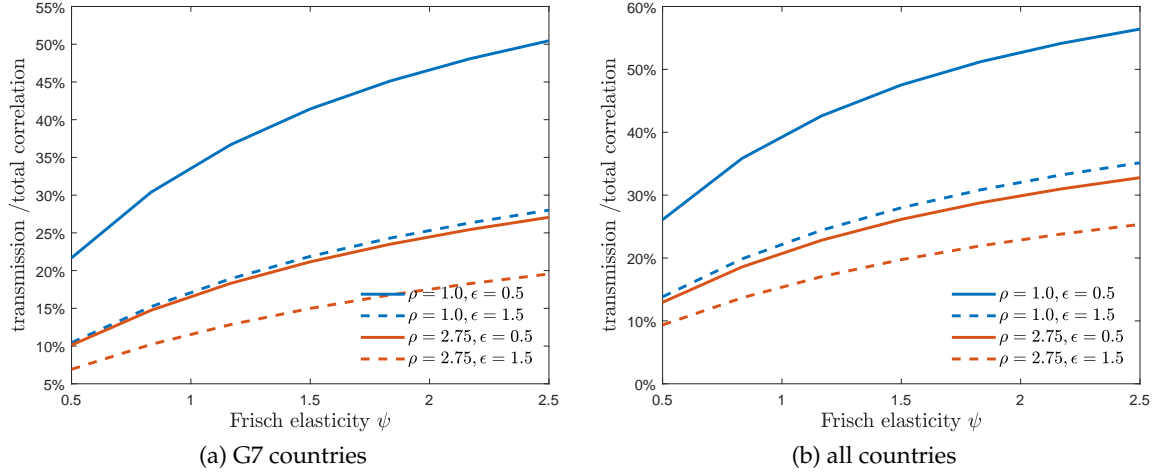 transmission /total correlation
50%
45%
40%
35%
30%
25%
20%
15%
10%
5%
0.5
1
1.5
2
2.5
Frisch elasticity ψ
ρ = 1.0, ϵ = 0.5
ρ = 1.0, ϵ = 1.5
ρ = 2.75, ϵ = 0.5
ρ = 2.75, ϵ = 1.5
(a) G7 countries
transmission /total correlation
60%
50%
40%
30%
20%
10%
0%
0.5
1
1.5
2
2.5
Frisch elasticity ψ
ρ = 1.0, ϵ = 0.5
ρ = 1.0, ϵ = 1.5
ρ = 2.75, ϵ = 0.5
ρ = 2.75, ϵ = 1.5
(b) all countries